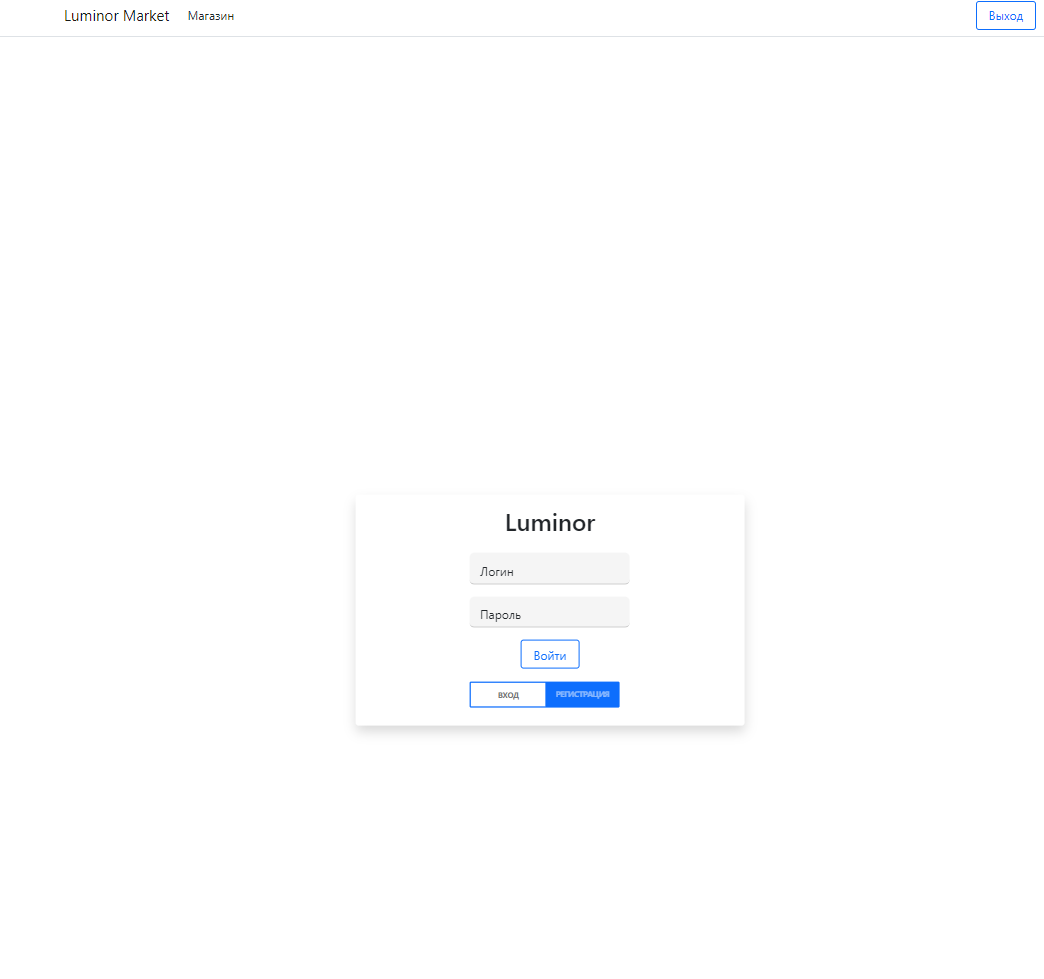 Luminor Market Магазин Выход
Luminor
Логин
Пароль
Войти
ВХОД РЕГИСТРАЦИЯ